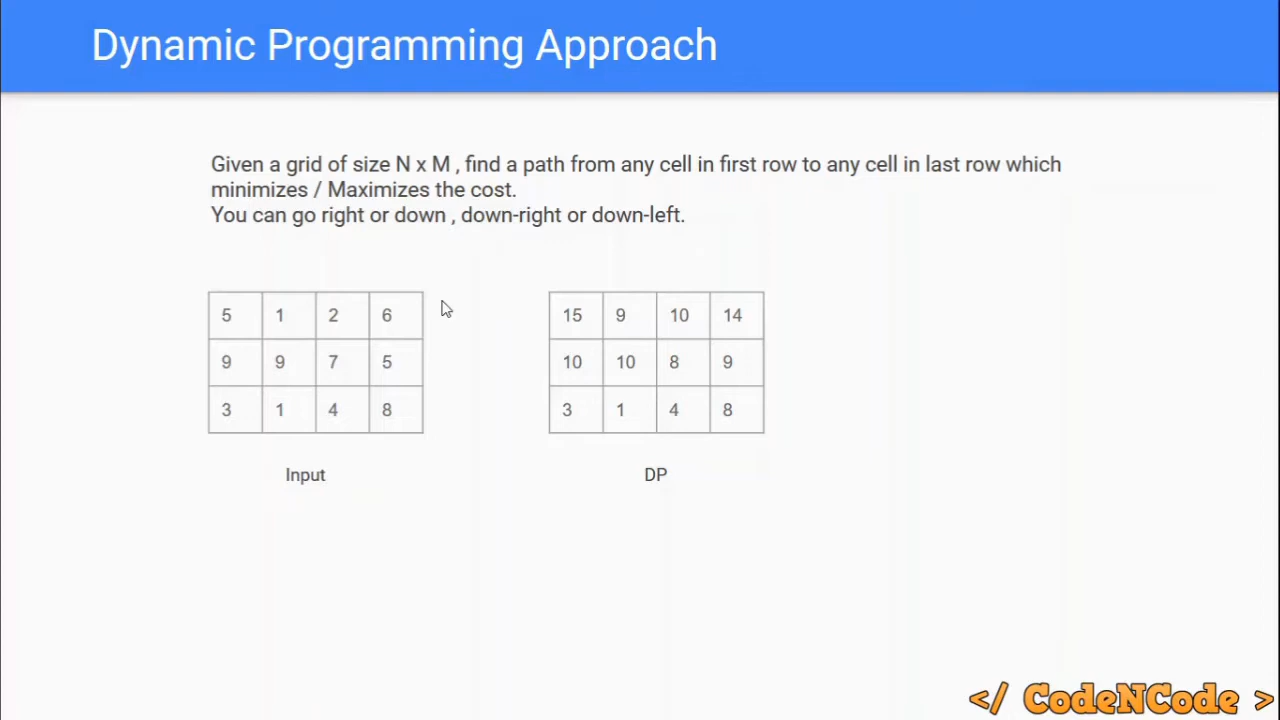 Dynamic Programming Approach
Given a grid of size N x M , find a path from any cell in first row to any cell in last row which
minimizes / Maximizes the cost.
You can go right or down , down-right or down-left.
5 1 2 6
9 9 7 5
3 1 4 8
Input
15 9 10 14
10 10 8 9
3 1 4 8
DP
</ CodeNCode >